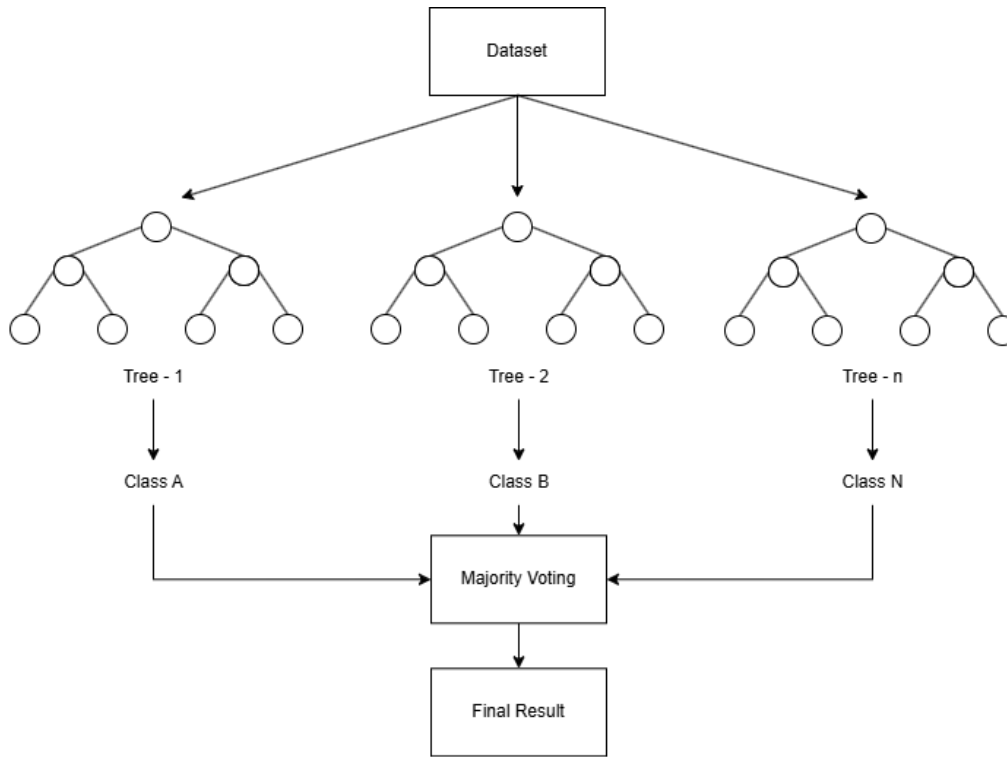 Dataset
Tree - 1
Tree - 2
Tree - n
Class A
Class B
Class N
Majority Voting
Final Result